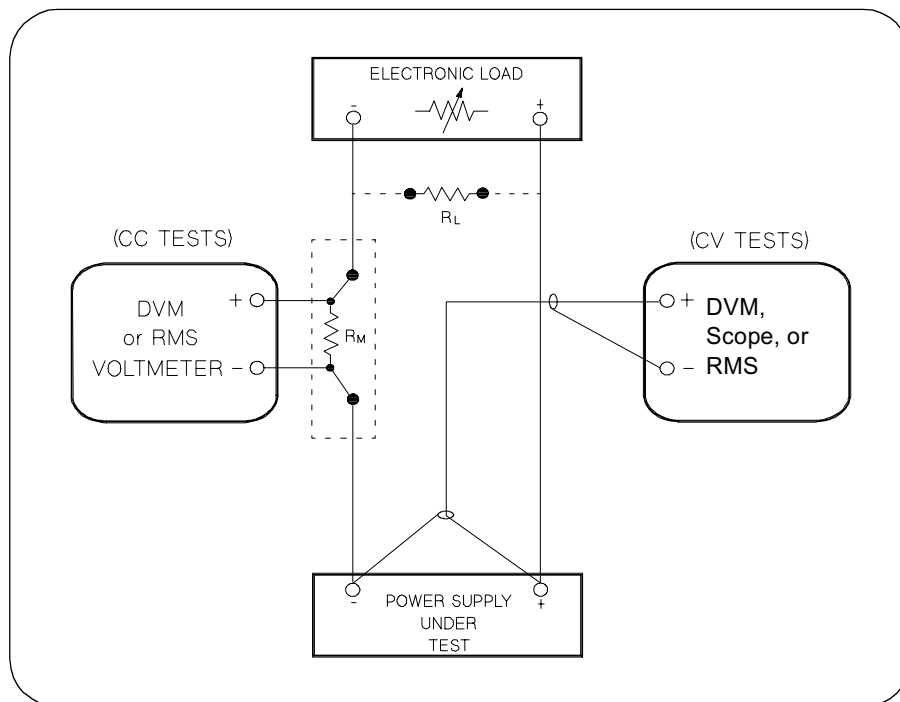 ELECTRONIC LOAD
- +
R_L
(CC TESTS)
(CV TESTS)
+
DVM
or RMS
VOLTMETER -
R_M
+ DVM,
Scope, or
- RMS
- +
POWER SUPPLY
UNDER
TEST